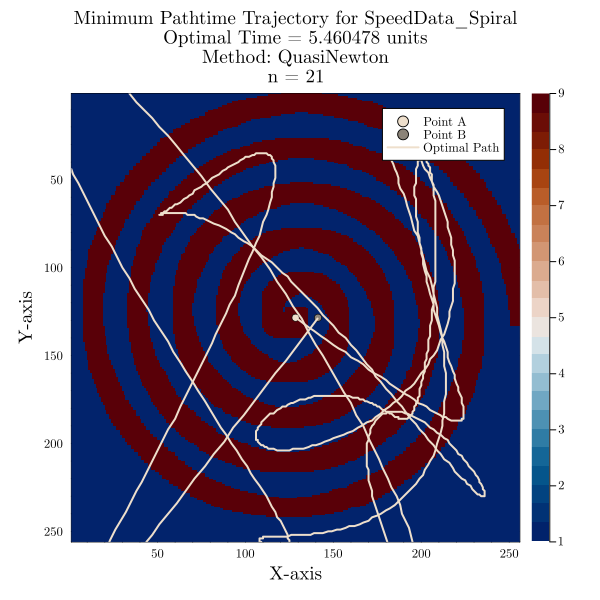 Minimum Pathtime Trajectory for SpeedData_Spiral
Optimal Time = 5.460478 units
Method: QuasiNewton
n = 21
Point A
Point B
Optimal Path
Y-axis
50
100
150
200
250
50
100
150
200
250
X-axis
9
8
7
6
5
4
3
2
1